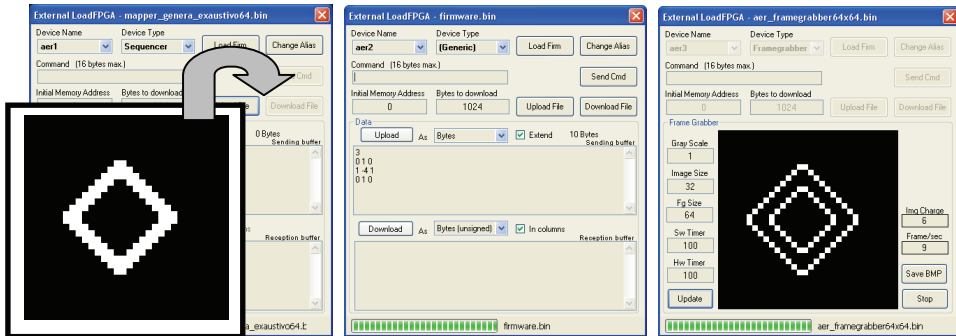 External LoadFPGA - mapper_genera_exaustivo64.bin
Device Name
Device Type
aer1
Sequencer
Load Firm
Change Alias
Command (16 bytes max.)
Cmd
Initial Memory Address
Bytes to download
Download File
0 Bytes
Sending buffer
Reception buffer
a_exaustivo64.b
External LoadFPGA - firmware.bin
Device Name
Device Type
aer2
(Generic)
Load Firm
Change Alias
Command (16 bytes max.)
Send Cmd
Initial Memory Address
Bytes to download
0
1024
Upload File
Download File
Data
Upload
As
Bytes
Extend
10 Bytes
Sending buffer
3
0 1 0
1 -4 1
0 1 0
Download
As
Bytes (unsigned)
In columns
Reception buffer
firmware.bin
External LoadFPGA - aer_framegrabber64x64.bin
Device Name
Device Type
aer3
Framegrabber
Load Firm
Change Alias
Command (16 bytes max.)
Send Cmd
Initial Memory Address
Bytes to download
0
1024
Upload File
Download File
Frame Grabber
Gray Scale
1
Image Size
32
Fg Size
64
Sw Timer
100
Hw Timer
100
Update
Img Charge
6
Frame/sec
9
Save BMP
Stop
aer_framegrabber64x64.bin